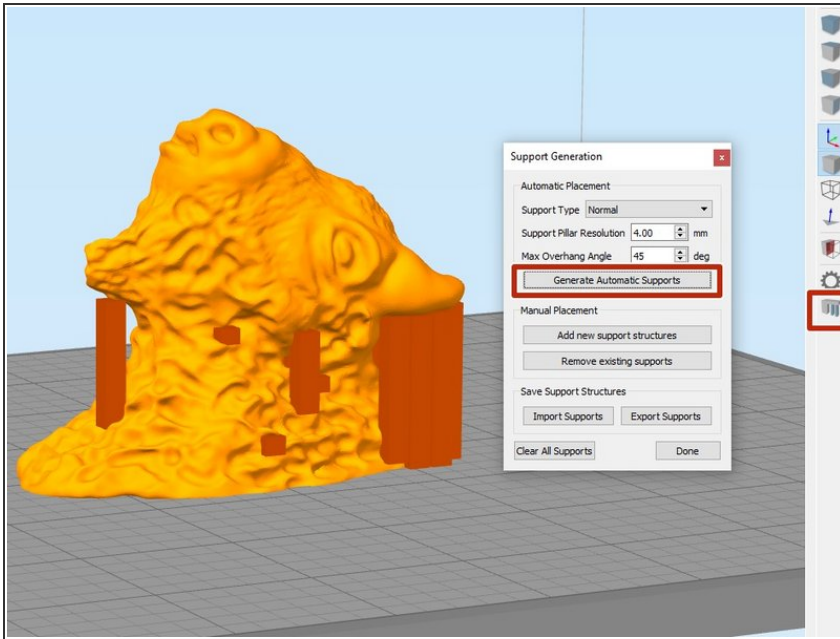 Support Generation
x
Automatic Placement
Support Type Normal
Support Pillar Resolution 4.00 mm
Max Overhang Angle 45 deg
Generate Automatic Supports
Manual Placement
Add new support structures
Remove existing supports
Save Support Structures
Import Supports Export Supports
Clear All Supports Done